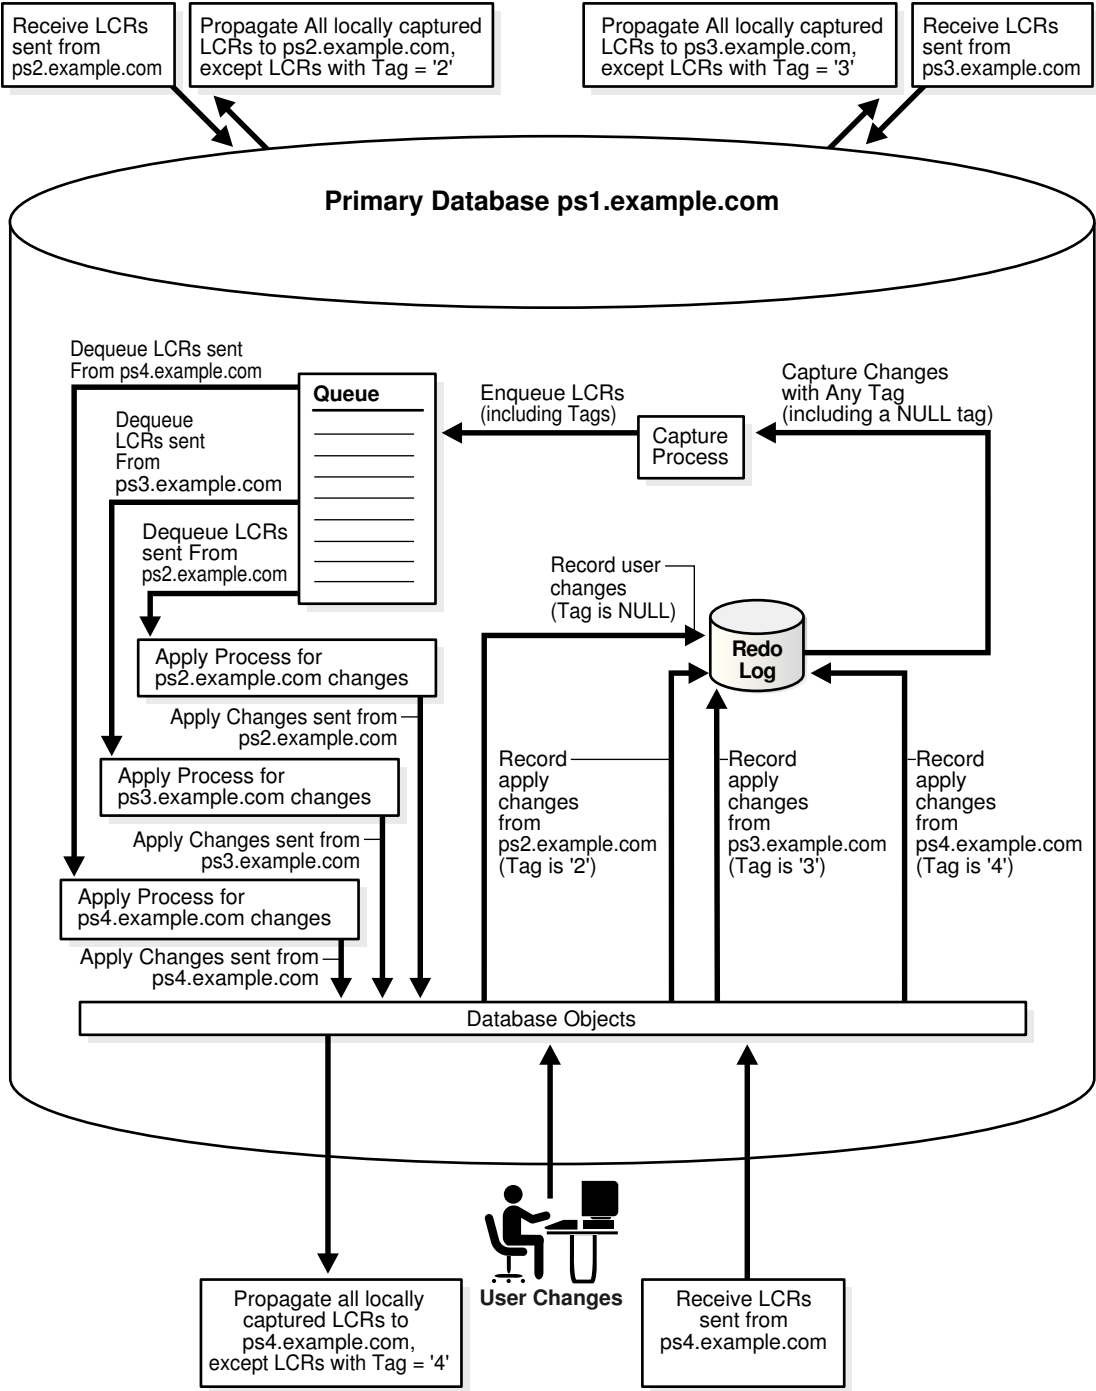 Receive LCRs
sent from
ps2.example.com
Propagate All locally captured
LCRs to ps2.example.com,
except LCRs with Tag = '2'
Propagate All locally captured
LCRs to ps3.example.com,
except LCRs with Tag = '3'
Receive LCRs
sent from
ps3.example.com
Primary Database ps1.example.com
Dequeue LCRs sent
From ps4.example.com
Dequeue
LCRs sent
From
ps3.example.com
Dequeue LCRs
sent From
ps2.example.com
Queue
Enqueue LCRs
(including Tags)
Capture
Process
Capture Changes
with Any Tag
(including a NULL tag)
Record user
changes
(Tag is NULL)
Redo
Log
Apply Process for
ps2.example.com changes
Apply Changes sent from
ps2.example.com
Apply Process for
ps3.example.com changes
Apply Changes sent from
ps3.example.com
Apply Process for
ps4.example.com changes
Apply Changes sent from
ps4.example.com
Record
apply
changes
from
ps2.example.com
(Tag is '2')
Record
apply
changes
from
ps3.example.com
(Tag is '3')
Record
apply
changes
from
ps4.example.com
(Tag is '4')
Database Objects
Propagate all locally
captured LCRs to
ps4.example.com,
except LCRs with Tag = '4'
User Changes
Receive LCRs
sent from
ps4.example.com